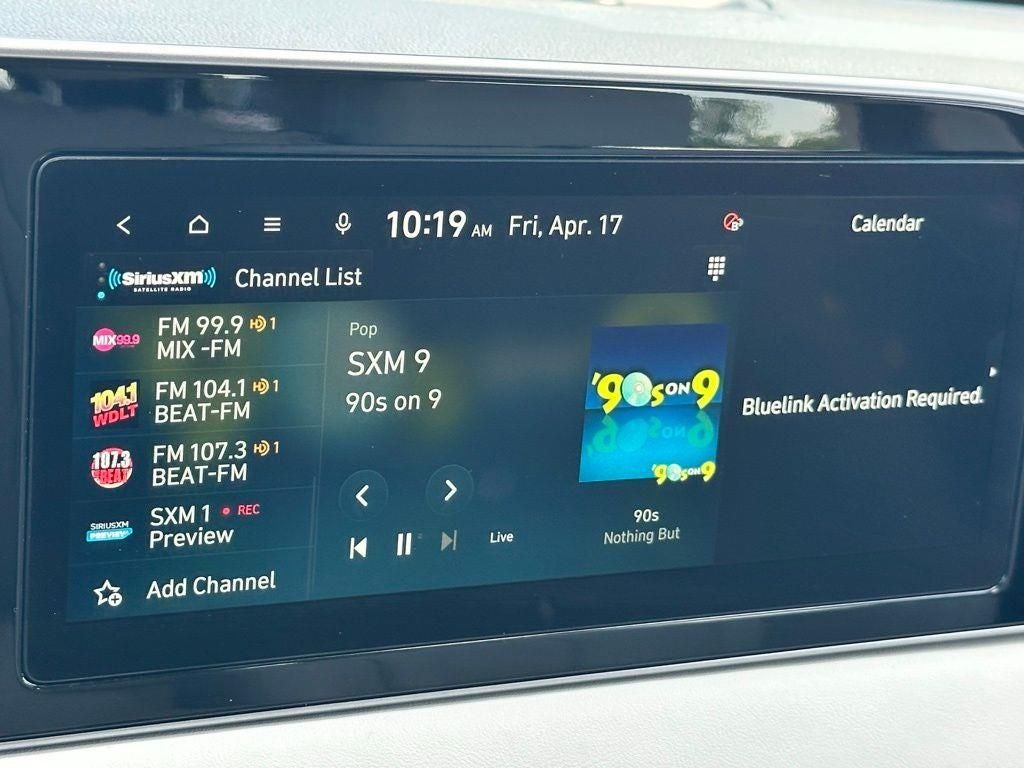 10:19 AM Fri, Apr. 17
Calendar
SiriusXM
SATELLITE RADIO
Channel List
MIX 99.9
FM 99.9 HD 1
MIX -FM
104.1
WDLT
FM 104.1 HD 1
BEAT-FM
107.3
BEAT
FM 107.3 HD 1
BEAT-FM
SIRIUSXM
PREVIEW
SXM 1 REC
Preview
Add Channel
Pop
SXM 9
90s on 9
Live
'90s ON 9
'90s ON 9
90s
Nothing But
Bluelink Activation Required.